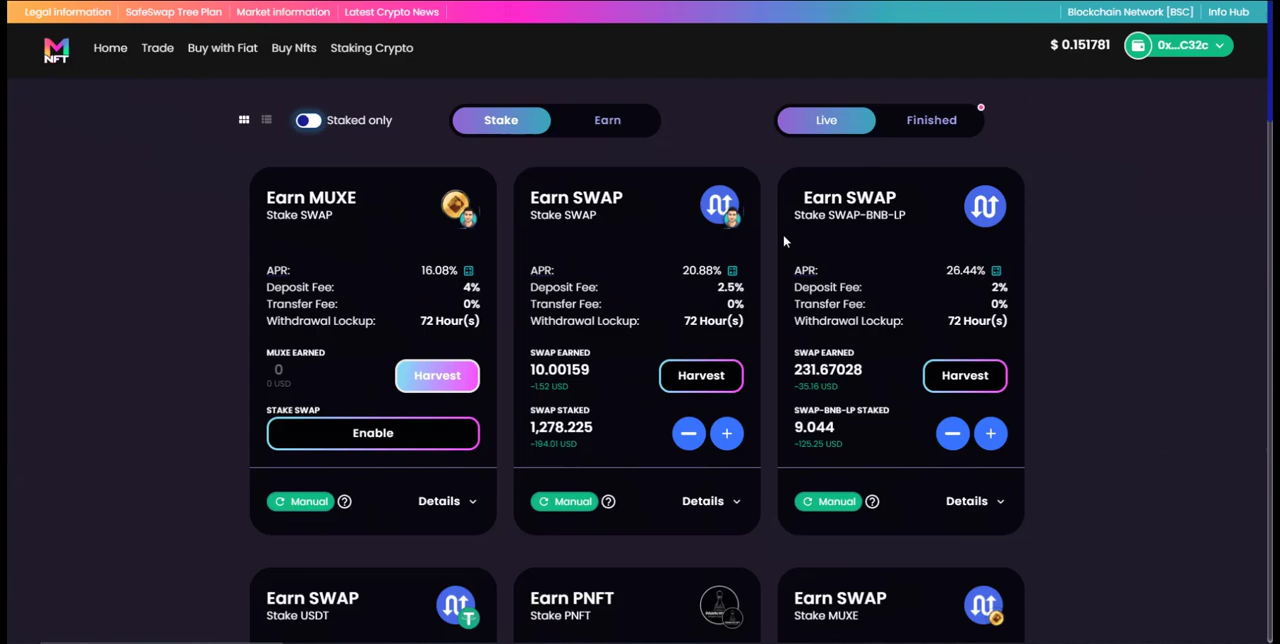 Legal information SafeSwap Tree Plan Market information Latest Crypto News Blockchain Network [BSC] Info Hub
M NFT Home Trade Buy with Fiat Buy Nfts Staking Crypto $ 0.151781 0x...C32c
Staked only Stake Earn Live Finished
Earn MUXE
Stake SWAP
APR: 16.08%
Deposit Fee: 4%
Transfer Fee: 0%
Withdrawal Lockup: 72 Hour(s)
MUXE EARNED
0
0 USD
Harvest
STAKE SWAP
Enable
Manual ? Details
Earn SWAP
Stake SWAP
APR: 20.88%
Deposit Fee: 2.5%
Transfer Fee: 0%
Withdrawal Lockup: 72 Hour(s)
SWAP EARNED
10.00159
~1.52 USD
Harvest
SWAP STAKED
1,278.225
~194.01 USD
Manual ? Details
Earn SWAP
Stake SWAP-BNB-LP
APR: 26.44%
Deposit Fee: 2%
Transfer Fee: 0%
Withdrawal Lockup: 72 Hour(s)
SWAP EARNED
231.67028
~35.16 USD
Harvest
SWAP-BNB-LP STAKED
9.044
~125.25 USD
Manual ? Details
Earn SWAP
Stake USDT
Earn PNFT
Stake PNFT
Earn SWAP
Stake MUXE